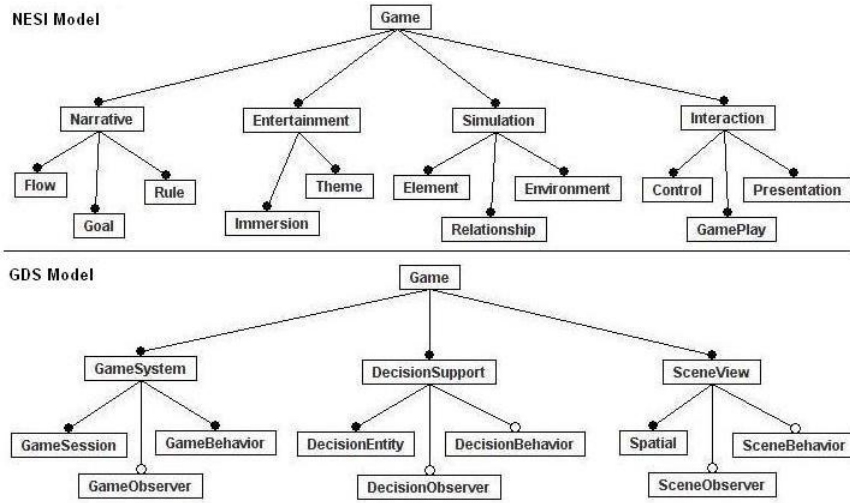 NESI Model
Game
Narrative
Entertainment
Simulation
Interaction
Flow
Goal
Rule
Immersion
Theme
Element
Relationship
Environment
Control
GamePlay
Presentation
GDS Model
Game
GameSystem
DecisionSupport
SceneView
GameSession
GameObserver
GameBehavior
DecisionEntity
DecisionObserver
DecisionBehavior
Spatial
SceneObserver
SceneBehavior